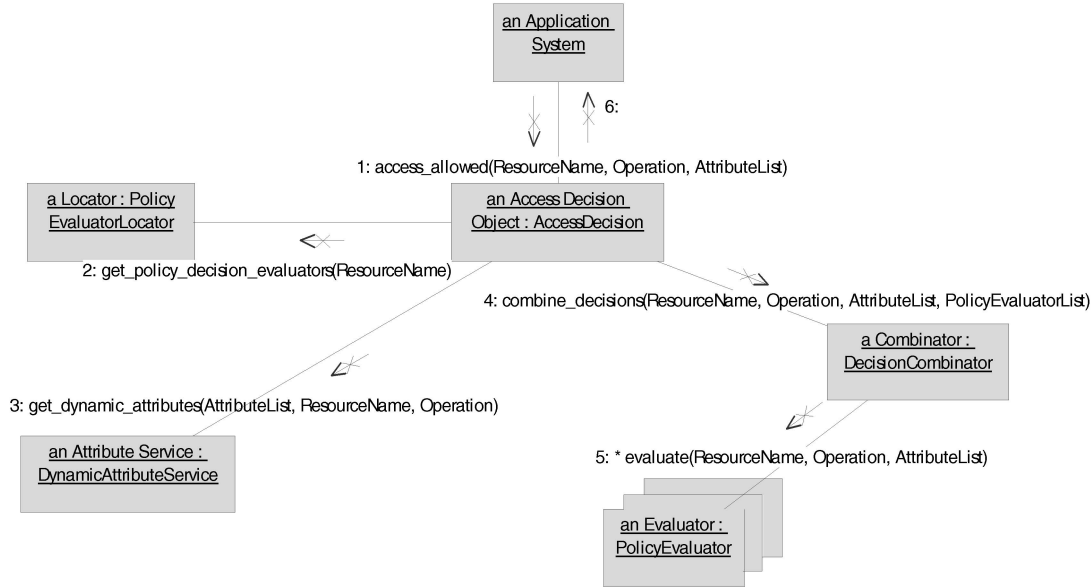 an Application
System
6:
1: access_allowed(ResourceName, Operation, AttributeList)
a Locator : Policy
EvaluatorLocator
an Access Decision
Object : AccessDecision
2: get_policy_decision_evaluators(ResourceName)
4: combine_decisions(ResourceName, Operation, AttributeList, PolicyEvaluatorList)
a Combinator :
DecisionCombinator
3: get_dynamic_attributes(AttributeList, ResourceName, Operation)
an Attribute Service :
DynamicAttributeService
5: * evaluate(ResourceName, Operation, AttributeList)
an Evaluator :
PolicyEvaluator